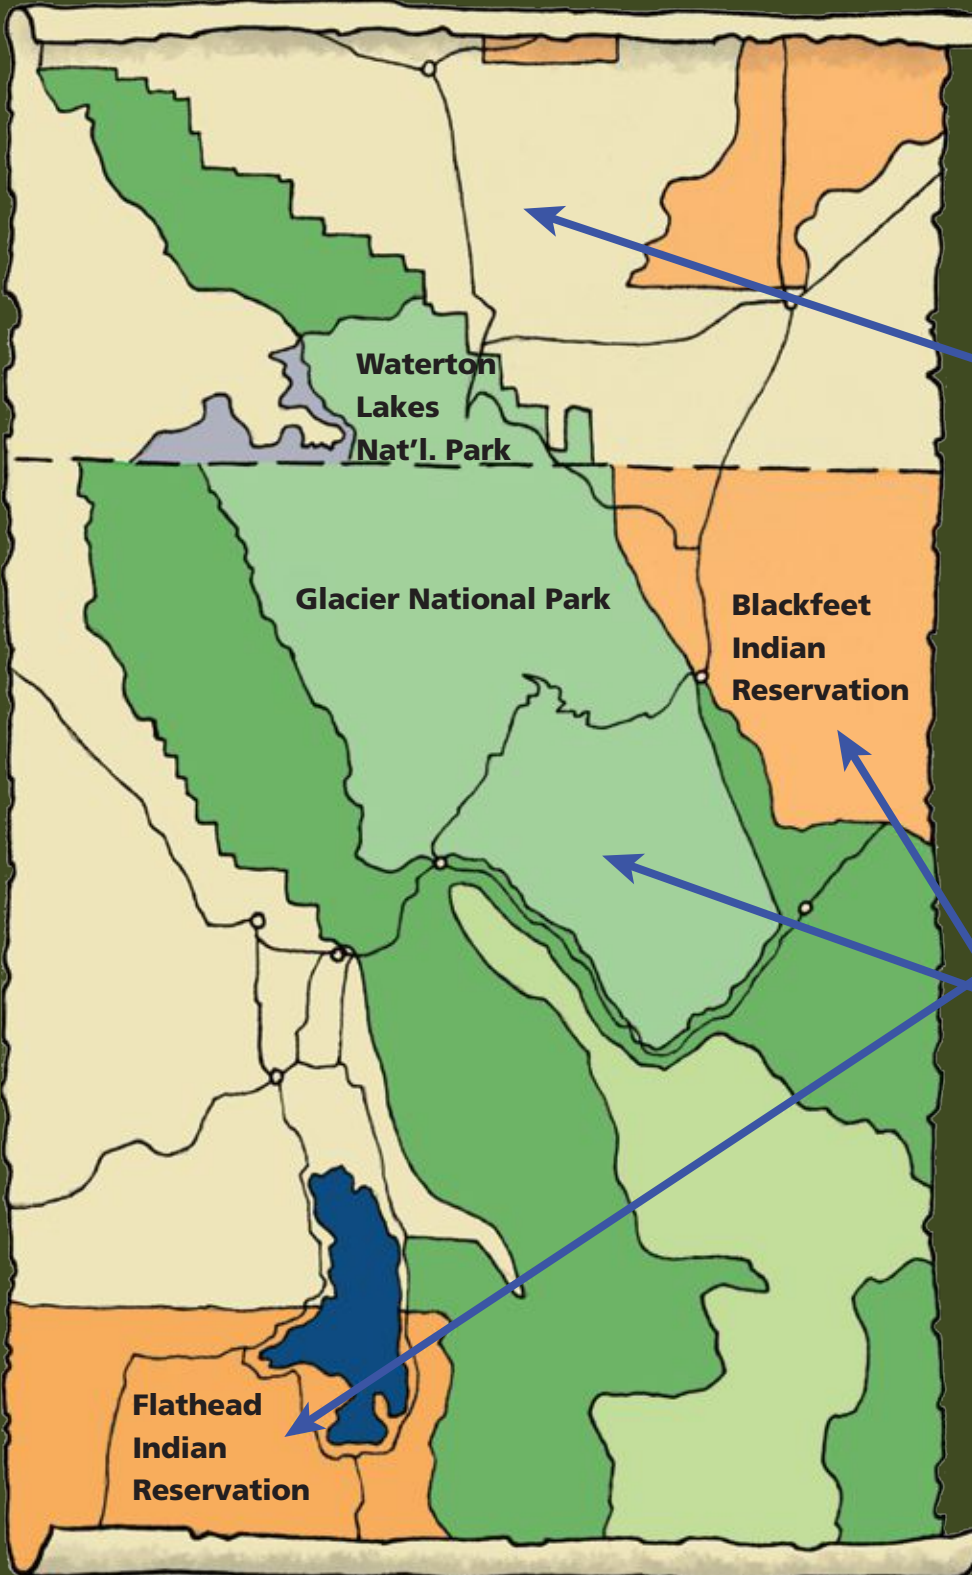 Waterton
Lakes
Nat'l. Park
Glacier National Park
Blackfeet
Indian
Reservation
Flathead
Indian
Reservation